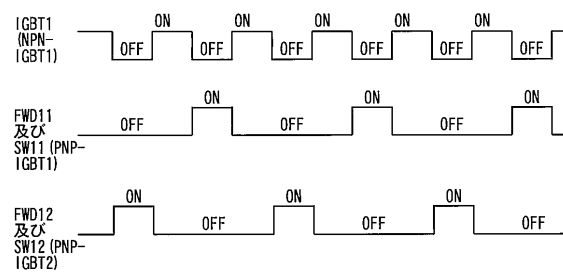 IGBT1
(NPN-
IGBT1)
ON ON ON ON ON ON
OFF OFF OFF OFF OFF OFF
FWD11
及び
SW11(PNP-
IGBT1)
ON ON ON
OFF OFF OFF
FWD12
及び
SW12(PNP-
IGBT2)
ON ON ON
OFF OFF OFF